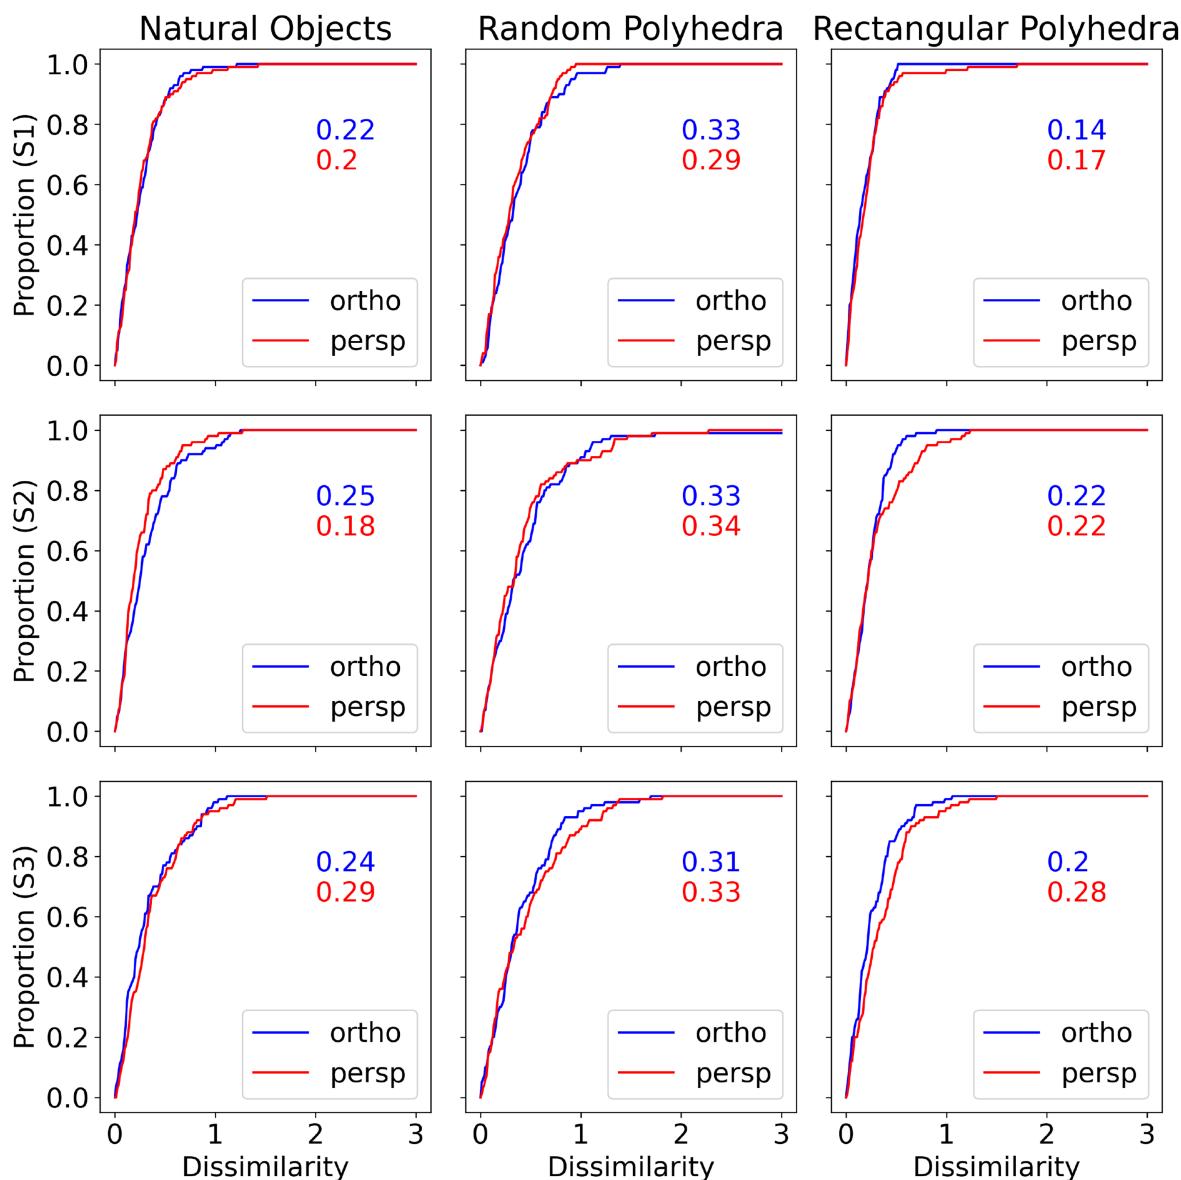 Natural Objects Random Polyhedra Rectangular Polyhedra
Proportion (S1)
1.0
0.8
0.6
0.4
0.2
0.0
0.22
0.2
ortho
persp
0.33
0.29
ortho
persp
0.14
0.17
ortho
persp
Proportion (S2)
1.0
0.8
0.6
0.4
0.2
0.0
0.25
0.18
ortho
persp
0.33
0.34
ortho
persp
0.22
0.22
ortho
persp
Proportion (S3)
1.0
0.8
0.6
0.4
0.2
0.0
0.24
0.29
ortho
persp
0.31
0.33
ortho
persp
0.2
0.28
ortho
persp
0 1 2 3 0 1 2 3 0 1 2 3
Dissimilarity Dissimilarity Dissimilarity